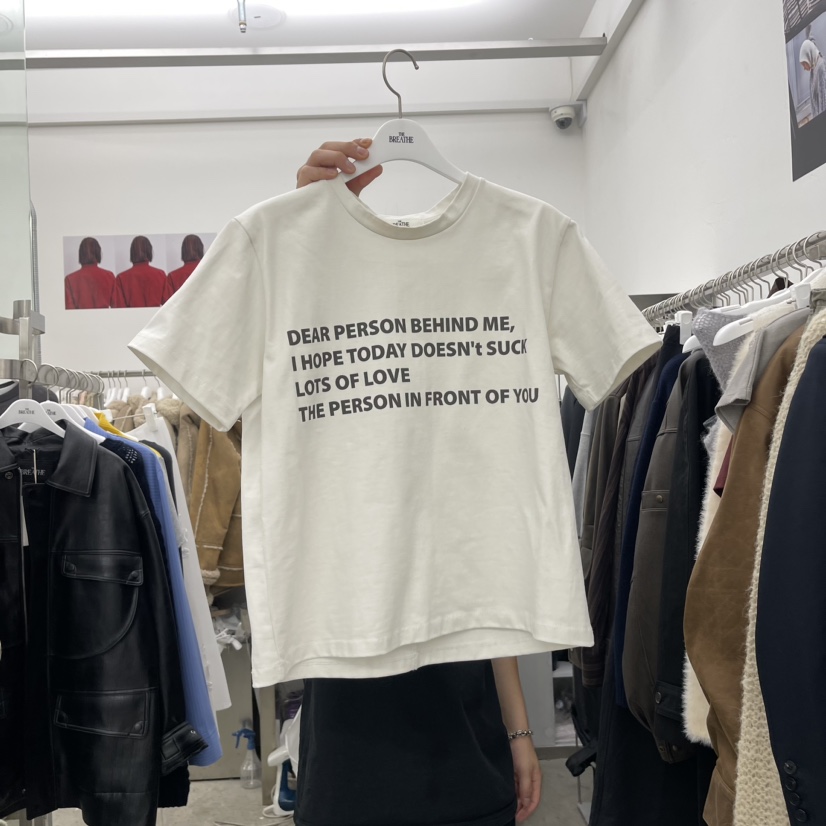 THE
BREATHE
DEAR PERSON BEHIND ME,
I HOPE TODAY DOESN't SUCK
LOTS OF LOVE
THE PERSON IN FRONT OF YOU
BREATHE